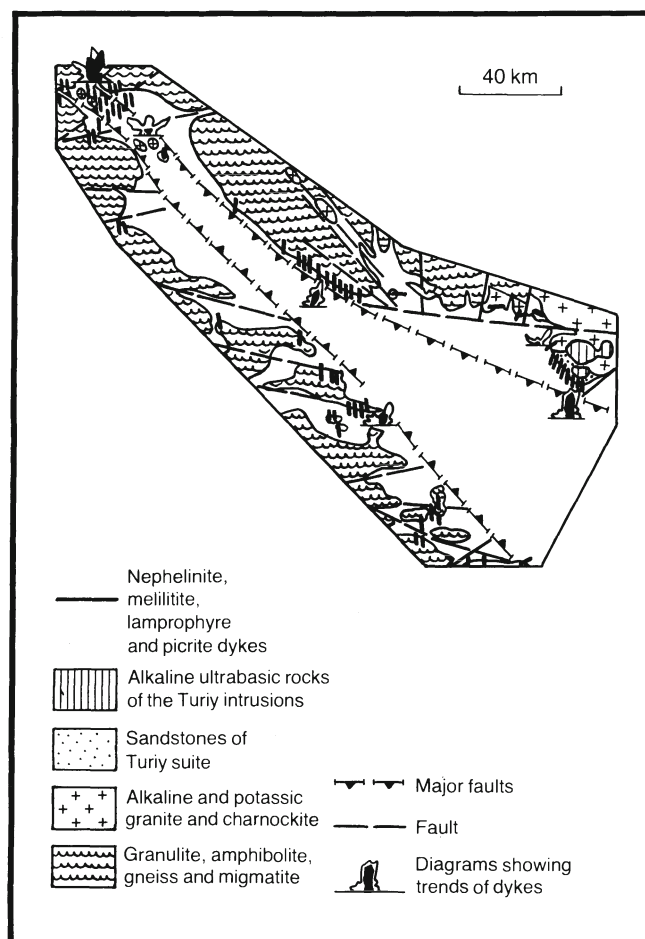 40 km
Nephelinite,
melilitite,
lamprophyre
and picrite dykes
Alkaline ultrabasic rocks
of the Turiy intrusions
Sandstones of
Turiy suite
Alkaline and potassic
granite and charnockite
Granulite, amphibolite,
gneiss and migmatite
Major faults
Fault
Diagrams showing
trends of dykes